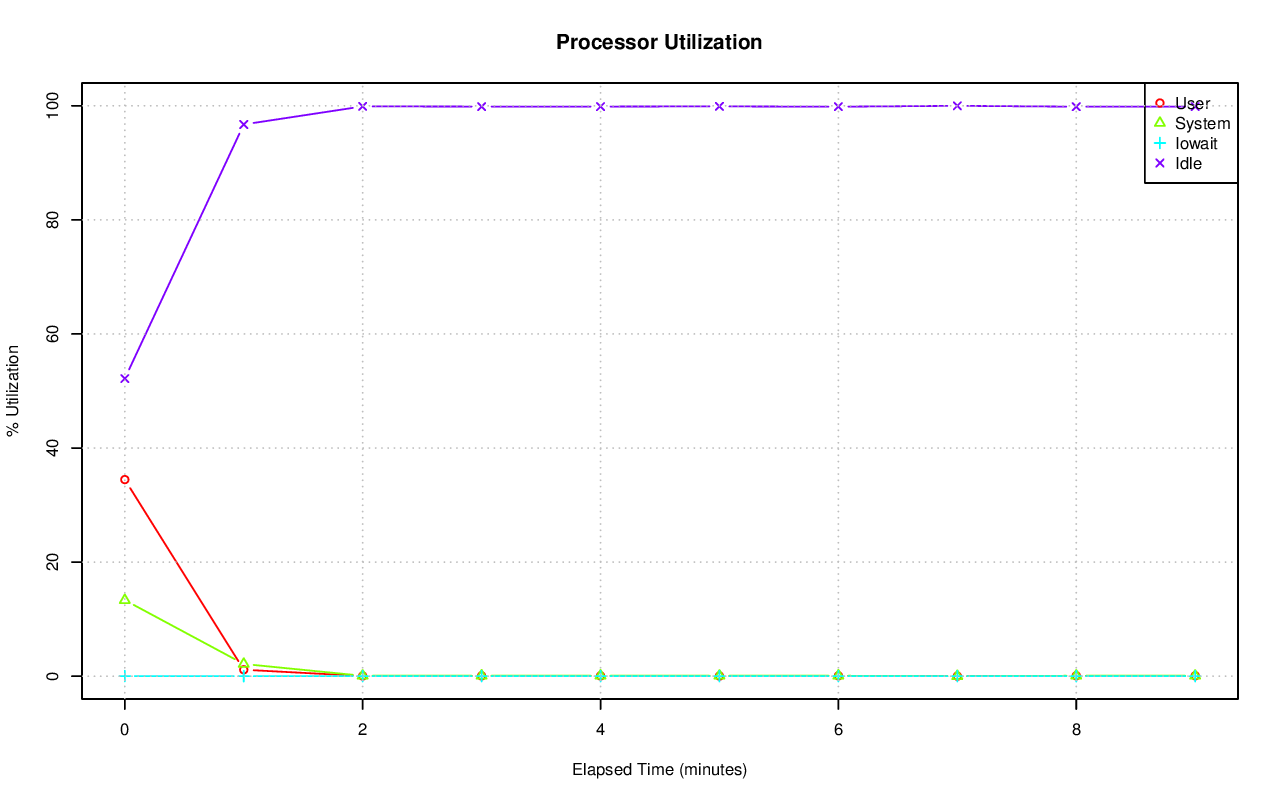 Processor Utilization
% Utilization
100
80
60
40
20
0
User
System
Iowait
Idle
0 2 4 6 8
Elapsed Time (minutes)